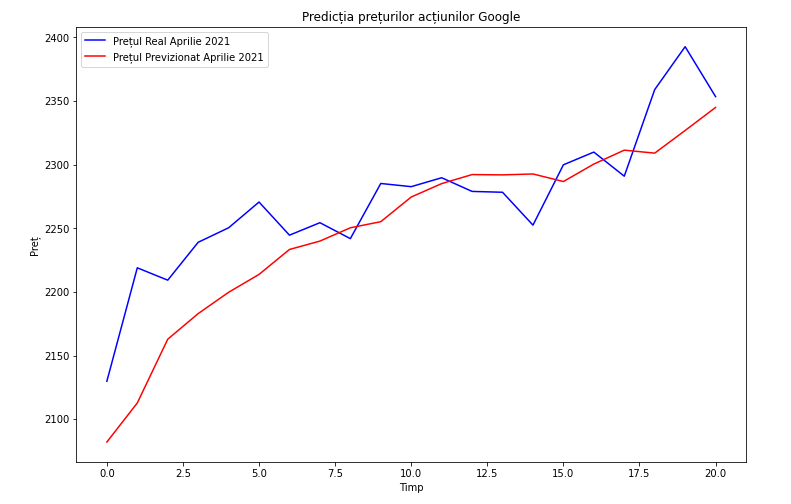 Predicția prețurilor acțiunilor Google
Prețul Real Aprilie 2021
Prețul Previzionat Aprilie 2021
Preț
2400
2350
2300
2250
2200
2150
2100
0.0 2.5 5.0 7.5 10.0 12.5 15.0 17.5 20.0
Timp